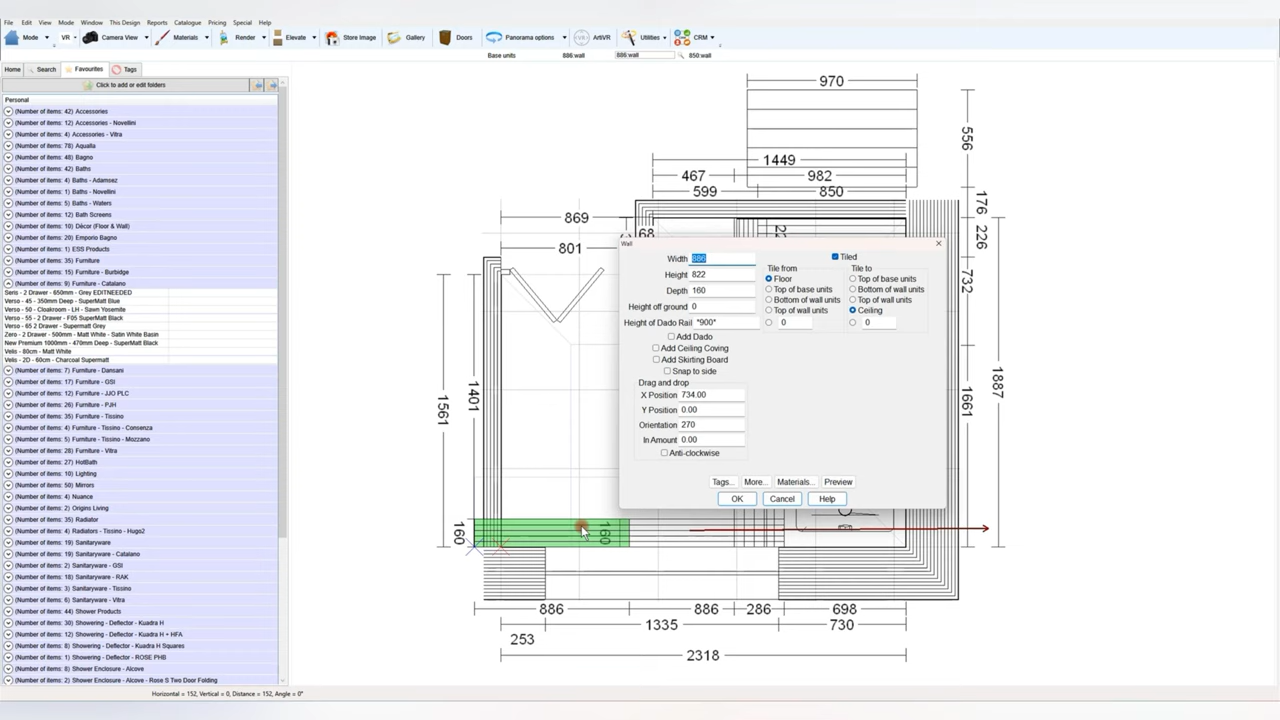 File Edit View Mode Window This Design Reports Catalogue Pricing Special Help
Mode VR Camera View Materials Render Elevate Store Image Gallery Doors Panorama options ArtiVR Utilities CRM
Base units 886 wall 886 wall 850 wall
Home Search Favourites Tags
Click to add or edit folders
Personal
(Number of items: 42) Accessories
(Number of items: 12) Accessories - Novellini
(Number of items: 4) Accessories - Vitra
(Number of items: 78) Aqualla
(Number of items: 48) Bagno
(Number of items: 42) Baths
(Number of items: 4) Baths - Adamsez
(Number of items: 1) Baths - Novellini
(Number of items: 5) Baths - Waters
(Number of items: 12) Bath Screens
(Number of items: 10) Décor (Floor & Wall)
(Number of items: 20) Emporio Bagno
(Number of items: 1) ESS Products
(Number of items: 35) Furniture
(Number of items: 15) Furniture - Burbidge
(Number of items: 9) Furniture - Catalano
Seris - 2 Drawer - 650mm - Grey EDITNEEDED
Verso - 45 - 350mm Deep - SuperMatt Blue
Verso - 50 - Cloakroom - LH - Sawn Yosemite
Verso - 55 - 2 Drawer - F05 SuperMatt Black
Verso - 65 2 Drawer - Supermatt Grey
Zero - 2 Drawer - 500mm - Matt White - Satin White Basin
New Premium 1000mm - 470mm Deep - SuperMatt Black
Velis - 80cm - Matt White
Velis - 2D - 60cm - Charcoal Supermatt
(Number of items: 7) Furniture - Dansani
(Number of items: 17) Furniture - GSI
(Number of items: 12) Furniture - JJO PLC
(Number of items: 26) Furniture - PJH
(Number of items: 35) Furniture - Tissino
(Number of items: 4) Furniture - Tissino - Consenza
(Number of items: 5) Furniture - Tissino - Mozzano
(Number of items: 28) Furniture - Vitra
(Number of items: 27) HotBath
(Number of items: 10) Lighting
(Number of items: 50) Mirrors
(Number of items: 4) Nuance
(Number of items: 2) Origins Living
(Number of items: 35) Radiator
(Number of items: 4) Radiators - Tissino - Hugo2
(Number of items: 19) Sanitaryware
(Number of items: 19) Sanitaryware - Catalano
(Number of items: 2) Sanitaryware - GSI
(Number of items: 18) Sanitaryware - RAK
(Number of items: 3) Sanitaryware - Tissino
(Number of items: 6) Sanitaryware - Vitra
(Number of items: 44) Shower Products
(Number of items: 30) Showering - Deflector - Kuadra H
(Number of items: 12) Showering - Deflector - Kuadra H + HFA
(Number of items: 8) Showering - Deflector - Kuadra H Squares
(Number of items: 1) Showering - Deflector - ROSE PHB
(Number of items: 8) Shower Enclosure - Alcove
(Number of items: 2) Shower Enclosure - Alcove - Rose S Two Door Folding
970
556
1449
467 982
599 850
176
869
226
801
68
Wall
Width 886
Height 822
Depth 160
Height off ground 0
Height of Dado Rail *900*
Add Dado
Add Ceiling Coving
Add Skirting Board
Snap to side
Drag and drop
X Position 734.00
Y Position 0.00
Orientation 270
In Amount 0.00
Anti-clockwise
Tiled
Tile from
Floor
Top of base units
Bottom of wall units
Top of wall units
0
Tile to
Top of base units
Bottom of wall units
Top of wall units
Ceiling
0
Tags... More... Materials... Preview
OK Cancel Help
732
1561
1401
1661
1887
160
160
886 886 286 698
1335 730
253
2318
Horizontal = 152, Vertical = 0, Distance = 152, Angle = 0°